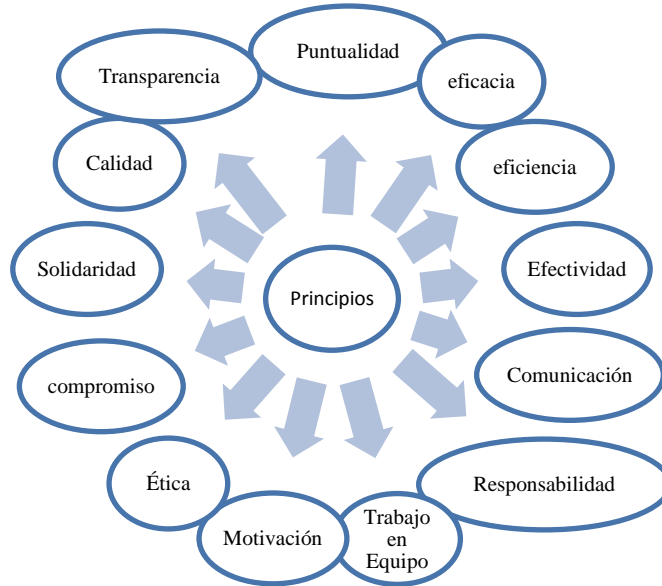 Puntualidad
eficacia
eficiencia
Efectividad
Comunicación
Responsabilidad
Trabajo
en
Equipo
Motivación
Ética
compromiso
Solidaridad
Calidad
Transparencia
Principios